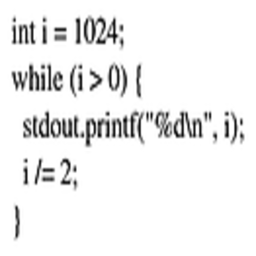 int i = 1024;
while (i > 0) {
stdout.printf("%d\n", i);
i /= 2;
}